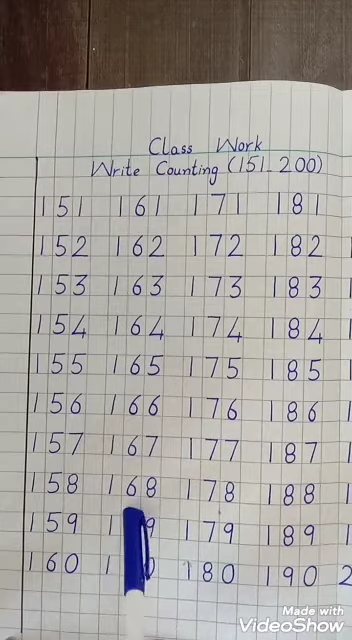 Class Work
Write Counting (151-200)
151 161 171 181
152 162 172 182
153 163 173 183
154 164 174 184
155 165 175 185
156 166 176 186
157 167 177 187
158 168 178 188
159 179 189
160 180 190
Made with
VideoShow